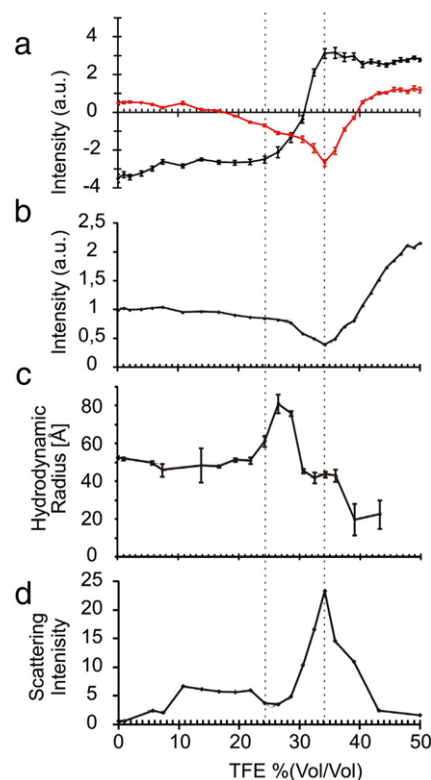 a
4
2
0
-2
-4
Intensity (a.u.)
b
2,5
2
1,5
1
0,5
0
Intensity (a.u.)
c
80
60
40
20
0
Hydrodynamic
Radius [Å]
d
25
20
15
10
5
0
Scattering
Intenisity
0 10 20 30 40 50
TFE %(Vol/Vol)